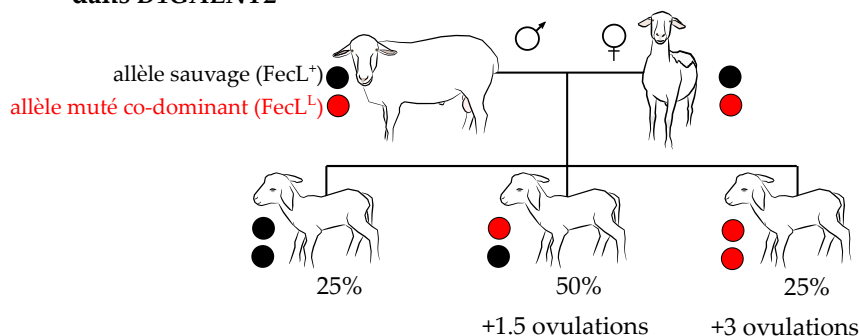 dans B4GALNT2
♂ ♀
allèle sauvage (FecL⁺)
allèle muté co-dominant (FecLᴸ)
25% 50% 25%
+1.5 ovulations +3 ovulations